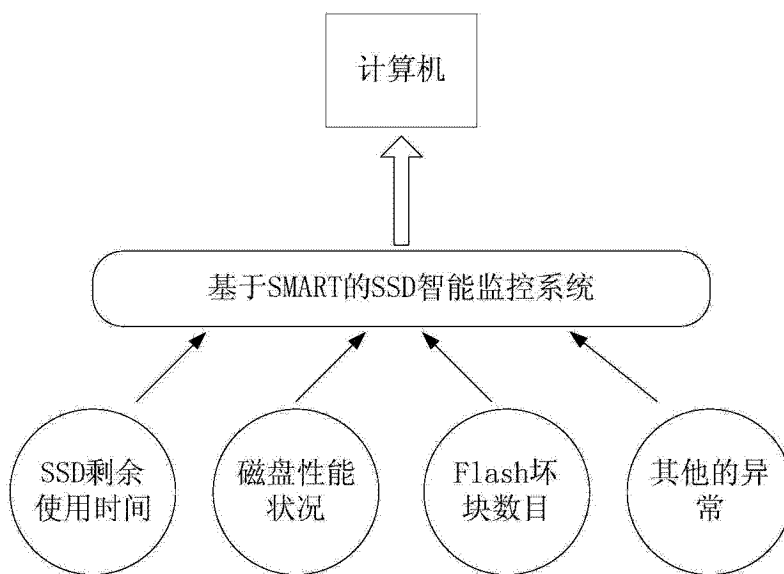 计算机
基于SMART的SSD智能监控系统
SSD剩余
使用时间
磁盘性能
状况
Flash坏
块数目
其他的异
常